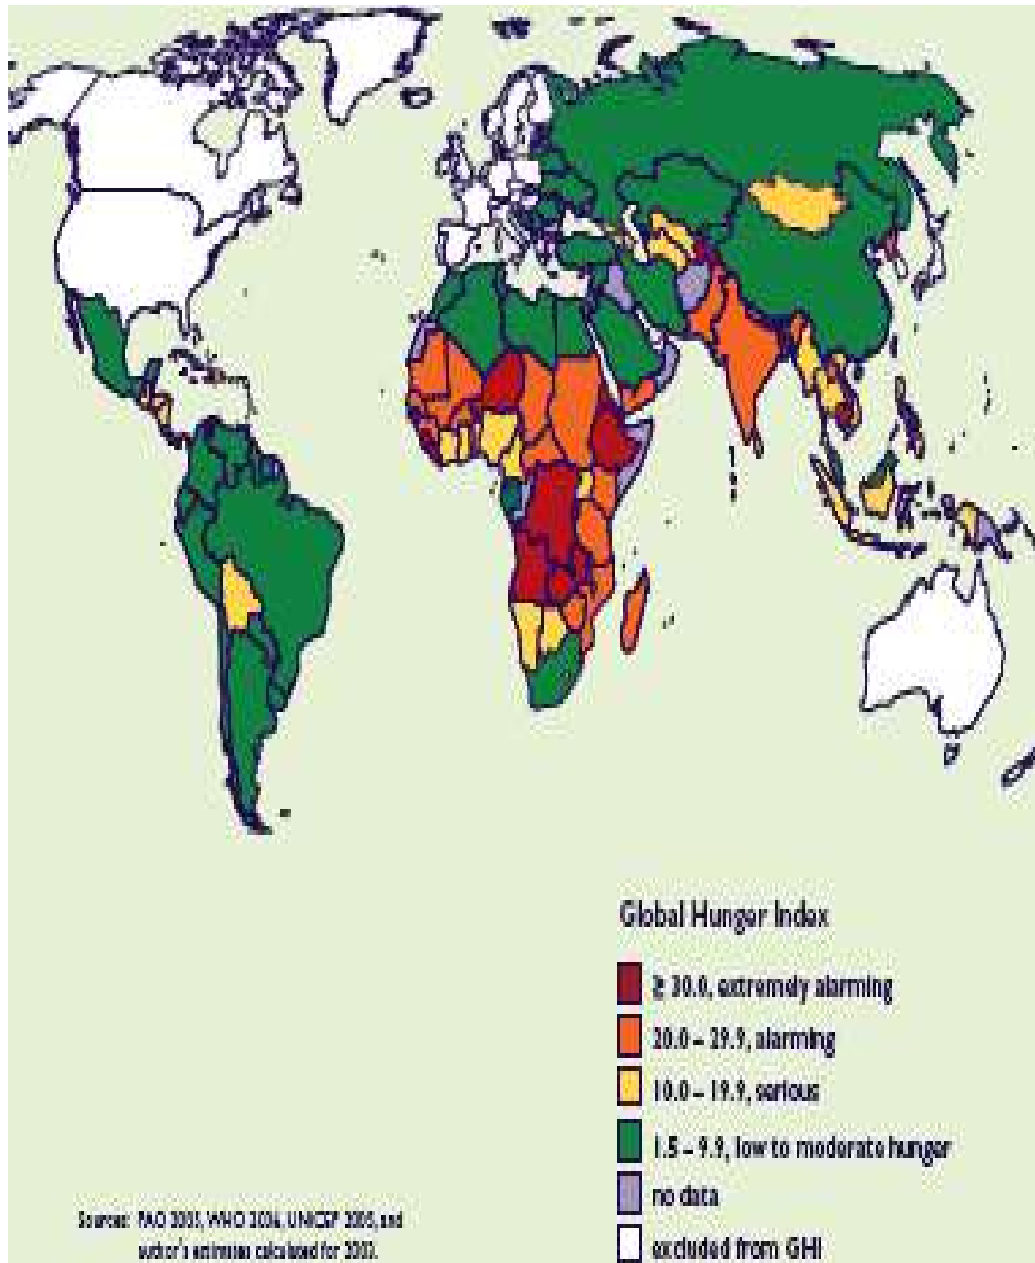 Global Hunger Index
≥ 30.0, extremely alarming
20.0 – 29.9, alarming
10.0 – 19.9, serious
1.5 – 9.9, low to moderate hunger
no data
excluded from GHI
Sources: FAO 2005, WHO 2006, UNICEF 2005, and
author's estimates calculated for 2003.